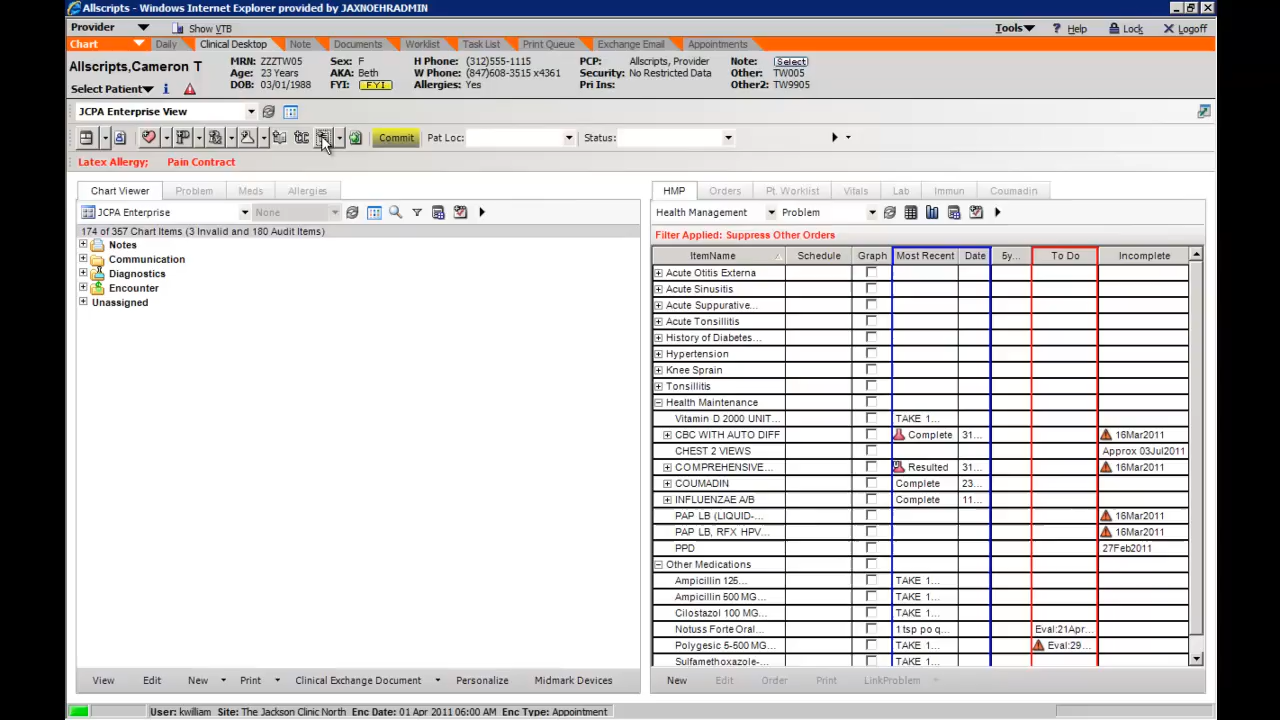 Allscripts - Windows Internet Explorer provided by JAXNOEHRADMIN
Provider Show VTB Tools Help Lock Logoff
Chart Daily Clinical Desktop Note Documents Worklist Task List Print Queue Exchange Email Appointments
Allscripts,Cameron T
Select Patient i
MRN: ZZZTW05
Age: 23 Years
DOB: 03/01/1988
Sex: F
AKA: Beth
FYI: FYI
H Phone: (312)555-1115
W Phone: (847)608-3515 x4361
Allergies: Yes
PCP: Allscripts, Provider
Security: No Restricted Data
Pri Ins:
Note: Select
Other: TW005
Other2: TW9905
JCPA Enterprise View
Commit Pat Loc: Status:
Latex Allergy; Pain Contract
Chart Viewer Problem Meds Allergies
JCPA Enterprise None
174 of 357 Chart Items (3 Invalid and 180 Audit Items)
Notes
Communication
Diagnostics
Encounter
Unassigned
View Edit New Print Clinical Exchange Document Personalize Midmark Devices
HMP Orders Pt. Worklist Vitals Lab Immun Coumadin
Health Management Problem
Filter Applied: Suppress Other Orders
ItemName Schedule Graph Most Recent Date 5y... To Do Incomplete
Acute Otitis Externa
Acute Sinusitis
Acute Suppurative...
Acute Tonsillitis
History of Diabetes...
Hypertension
Knee Sprain
Tonsillitis
Health Maintenance
Vitamin D 2000 UNIT... TAKE 1...
CBC WITH AUTO DIFF Complete 31... 16Mar2011
CHEST 2 VIEWS Approx 03Jul2011
COMPREHENSIVE... Resulted 31... 16Mar2011
COUMADIN Complete 23...
INFLUENZAE A/B Complete 11...
PAP LB (LIQUID-... 16Mar2011
PAP LB, RFX HPV... 16Mar2011
PPD 27Feb2011
Other Medications
Ampicillin 125... TAKE 1...
Ampicillin 500 MG... TAKE 1...
Cilostazol 100 MG... TAKE 1...
Notuss Forte Oral... 1 tsp po q... Eval:21Apr...
Polygesic 5-500 MG... TAKE 1... Eval:29...
Sulfamethoxazole-... TAKE 1...
New Edit Order Print LinkProblem
User: kwilliam Site: The Jackson Clinic North Enc Date: 01 Apr 2011 06:00 AM Enc Type: Appointment